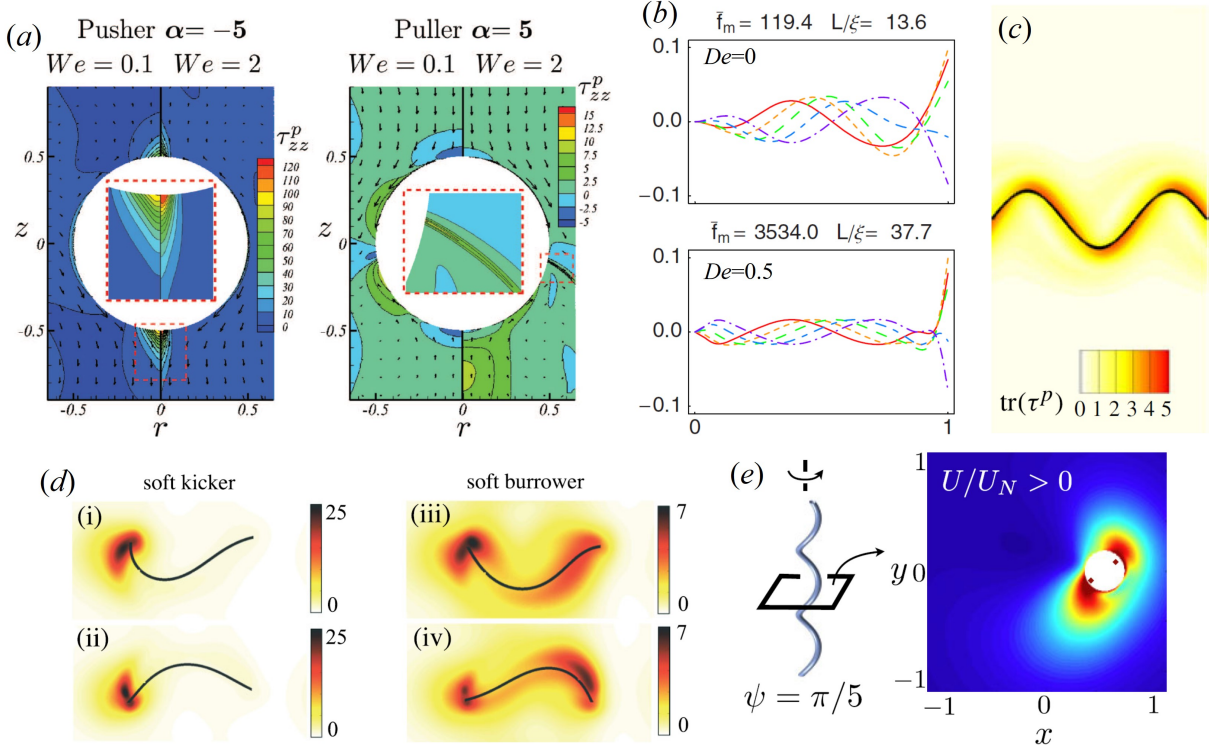 (a)
Pusher α= −5
Puller α= 5
We = 0.1 We = 2
We = 0.1 We = 2
τᵖzz
120
110
100
90
80
70
60
50
40
30
20
10
0
τᵖzz
15
12.5
10
7.5
5
2.5
0
-2.5
-5
z
0.5
0
-0.5
-0.5
0
0.5
r
z
0.5
0
-0.5
-0.5
0
0.5
r
(b)
f̄m = 119.4 L/ξ= 13.6
De=0
0.1
0.0
-0.1
f̄m = 3534.0 L/ξ= 37.7
De=0.5
0.1
0.0
-0.1
0
1
(c)
tr(τᵖ)
0 1 2 3 4 5
(d)
soft kicker
soft burrower
(i)
25
0
(ii)
25
0
(iii)
7
0
(iv)
7
0
(e)
ψ = π/5
U/UN > 0
1
y 0
−1
−1
0
1
x